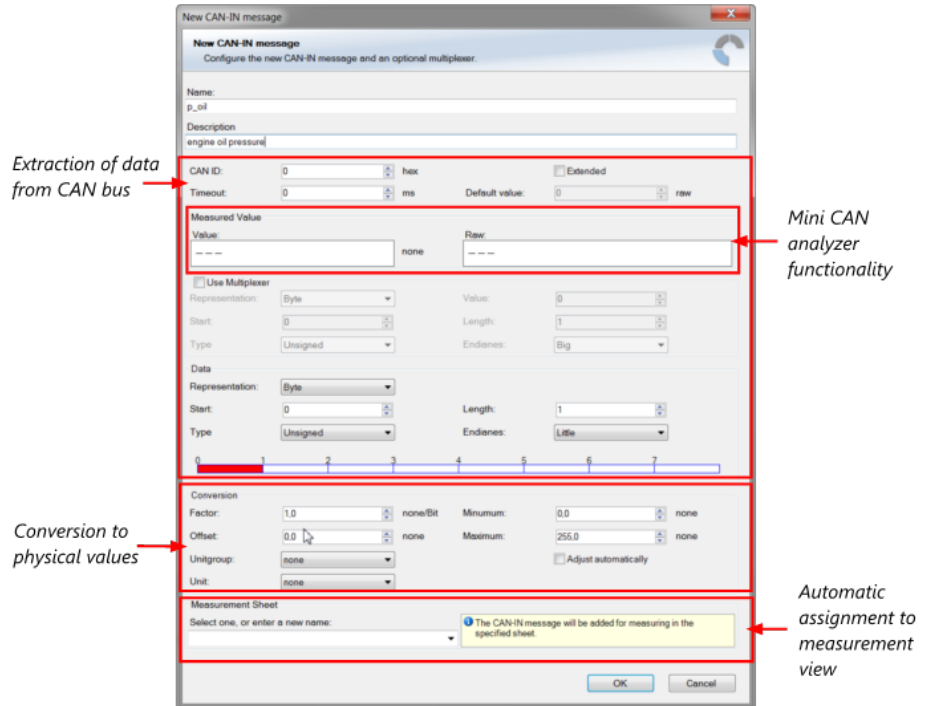 New CAN-IN message
New CAN-IN message
Configure the new CAN-IN message and an optional multiplexer.
Name:
p_oil
Description
engine oil pressure
Extraction of data
from CAN bus
CAN ID: 0 hex Extended
Timeout: 0 ms Default value: 0 raw
Measured Value
Value: Raw:
--- none ---
Mini CAN
analyzer
functionality
Use Multiplexer
Representation: Byte Value: 0
Start: 0 Length: 1
Type Unsigned Endianes: Big
Data
Representation: Byte
Start: 0 Length: 1
Type Unsigned Endianes: Little
0 1 2 3 4 5 6 7
Conversion to
physical values
Conversion
Factor: 1,0 none/Bit Minumum: 0,0 none
Offset: 0,0 none Maximum: 255,0 none
Unitgroup: none Adjust automatically
Unit: none
Measurement Sheet
Select one, or enter a new name:
The CAN-IN message will be added for measuring in the
specified sheet.
Automatic
assignment to
measurement
view
OK Cancel